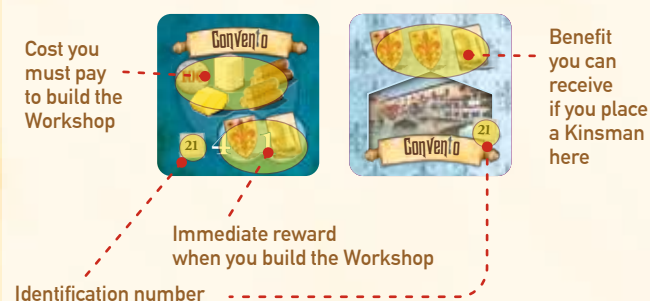 Cost you
must pay
to build the
Workshop
Convento
21
4
Convento
21
Benefit
you can
receive
if you place
a Kinsman
here
Immediate reward
when you build the Workshop
Identification number